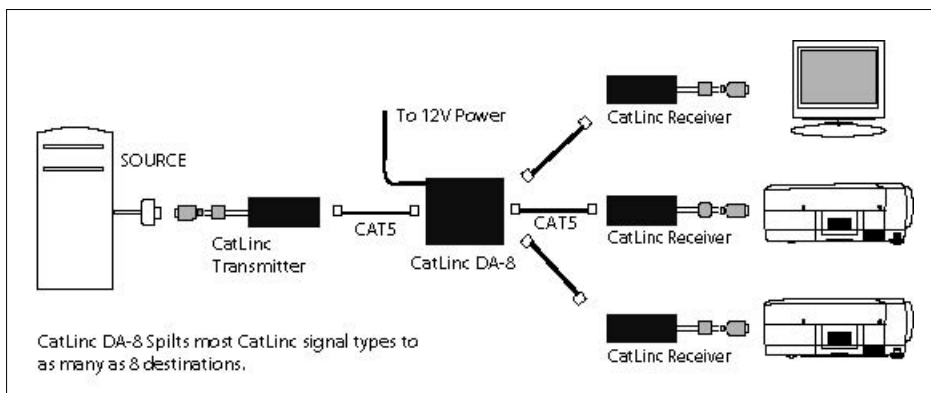 To 12V Power
CatLinc Receiver
SOURCE
CAT5
CatLinc
Transmitter
CatLinc DA-8
CAT5
CatLinc Receiver
CatLinc Receiver
CatLinc DA-8 Spilts most CatLinc signal types to
as many as 8 destinations.